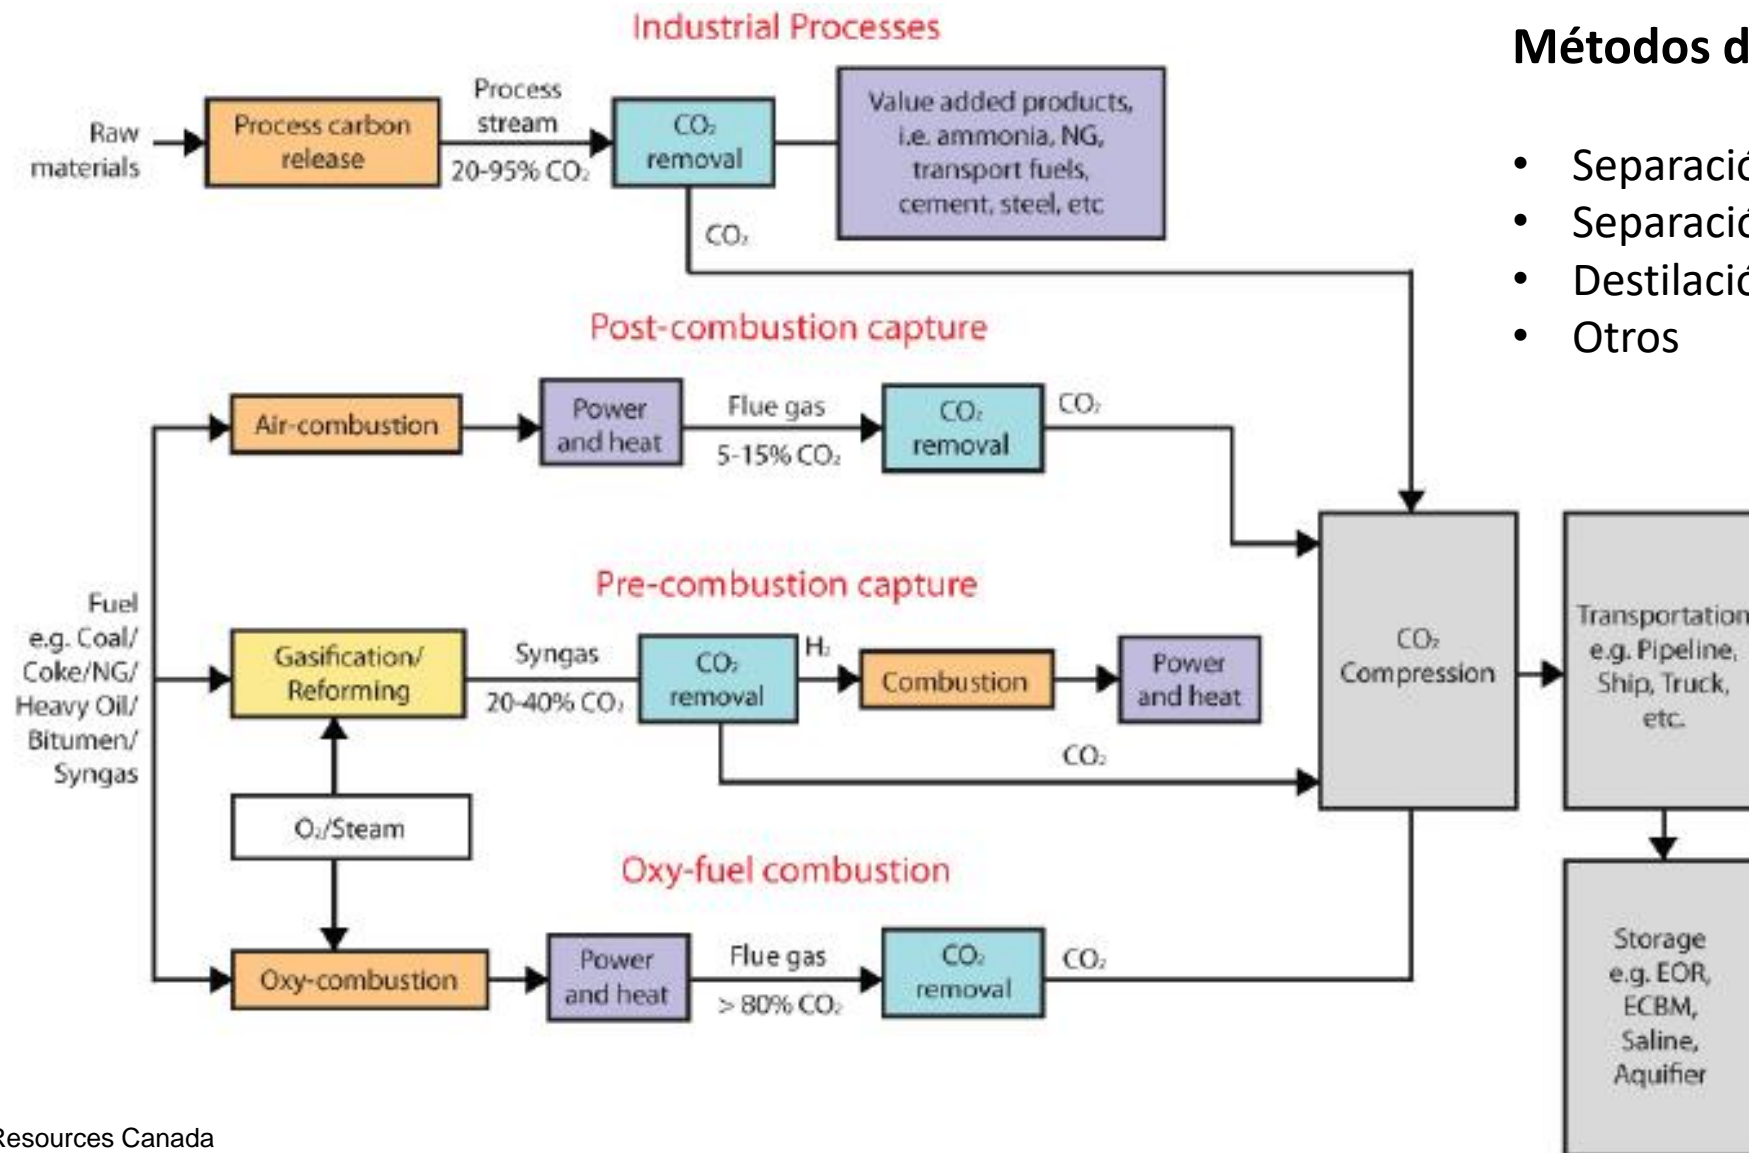 Industrial Processes
Raw
materials
Process carbon
release
Process
stream
20-95% CO₂
CO₂
removal
Value added products,
i.e. ammonia, NG,
transport fuels,
cement, steel, etc
CO₂
Métodos d
• Separació
• Separació
• Destilació
• Otros
Post-combustion capture
Air-combustion
Power
and heat
Flue gas
5-15% CO₂
CO₂
removal
CO₂
Pre-combustion capture
Fuel
e.g. Coal/
Coke/NG/
Heavy Oil/
Bitumen/
Syngas
Gasification/
Reforming
Syngas
20-40% CO₂
CO₂
removal
H₂
Combustion
Power
and heat
CO₂
CO₂
Compression
Transportation
e.g. Pipeline,
Ship, Truck,
etc.
O₂/Steam
Oxy-fuel combustion
Oxy-combustion
Power
and heat
Flue gas
> 80% CO₂
CO₂
removal
CO₂
Storage
e.g. EOR,
ECBM,
Saline,
Aquifier
Resources Canada